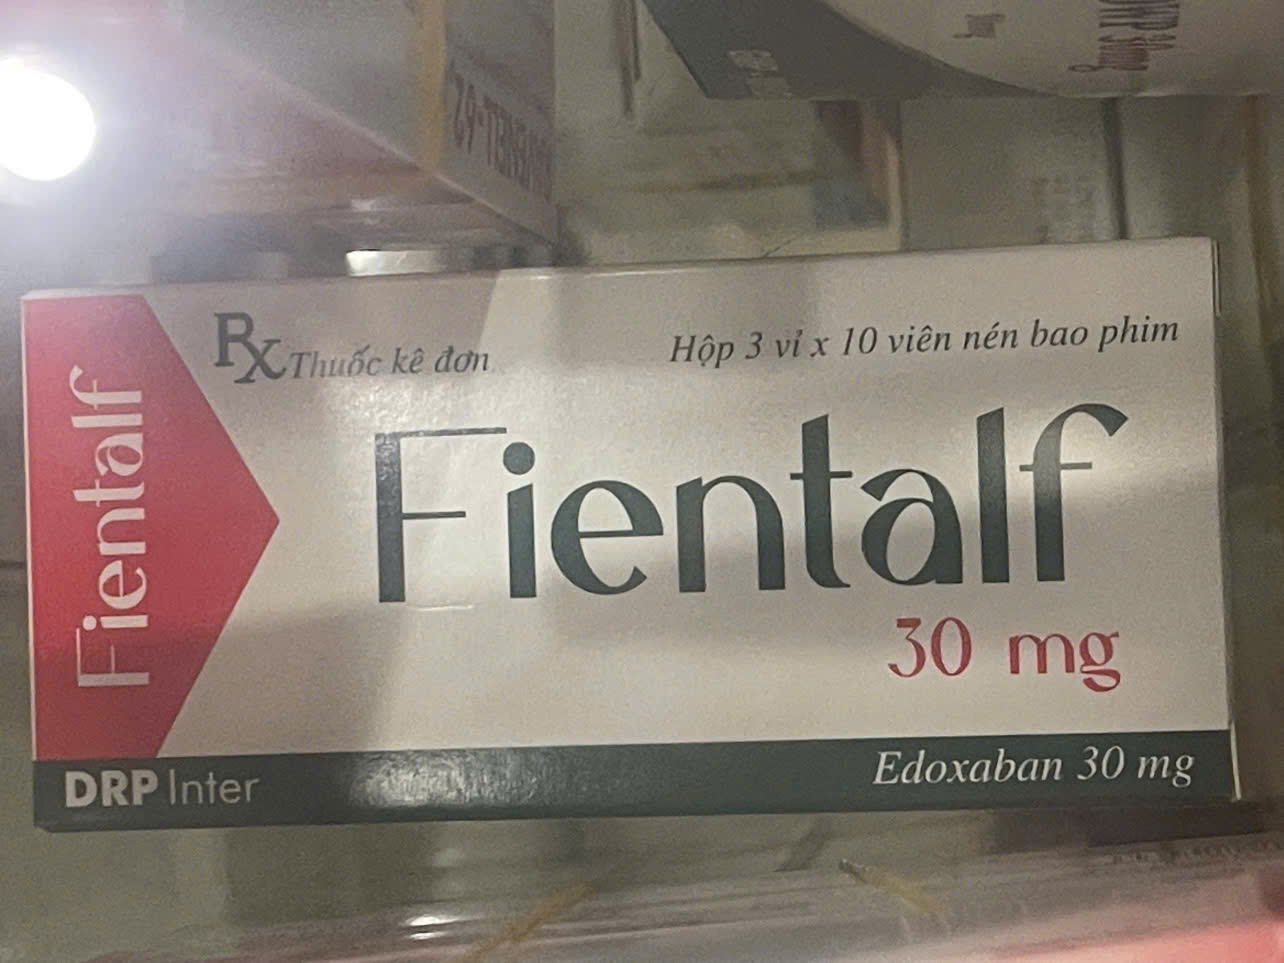 Rx Thuốc kê đơn
Hộp 3 vỉ x 10 viên nén bao phim
Fientalf
Fientalf
30 mg
DRP Inter
Edoxaban 30 mg